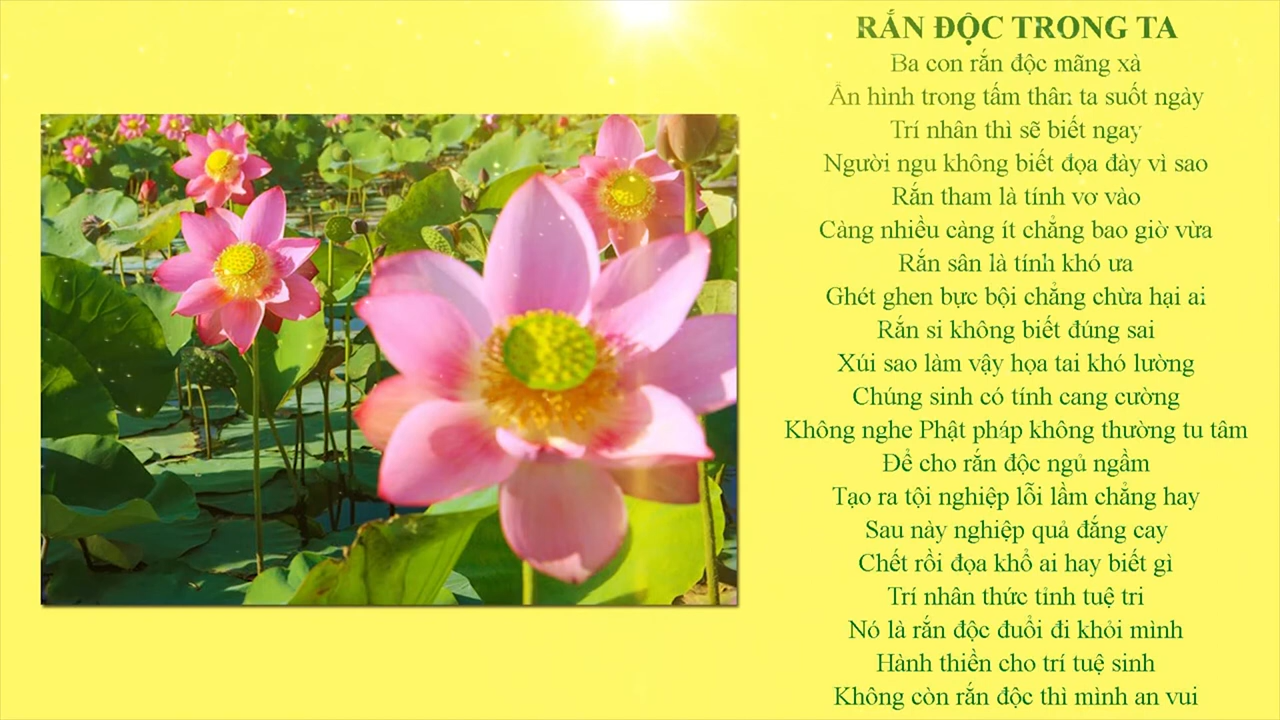 RẮN ĐỘC TRONG TA
Ba con rắn độc mãng xà
Ẩn hình trong tấm thân ta suốt ngày
Trí nhân thì sẽ biết ngay
Người ngu không biết đọa đày vì sao
Rắn tham là tính vơ vào
Càng nhiều càng ít chẳng bao giờ vừa
Rắn sân là tính khó ưa
Ghét ghen bực bội chẳng chừa hại ai
Rắn si không biết đúng sai
Xúi sao làm vậy họa tai khó lường
Chúng sinh có tính cang cường
Không nghe Phật pháp không thường tu tâm
Để cho rắn độc ngủ ngầm
Tạo ra tội nghiệp lỗi lầm chẳng hay
Sau này nghiệp quả đắng cay
Chết rồi đọa khổ ai hay biết gì
Trí nhân thức tỉnh tuệ tri
Nó là rắn độc đuổi đi khỏi mình
Hành thiền cho trí tuệ sinh
Không còn rắn độc thì mình an vui